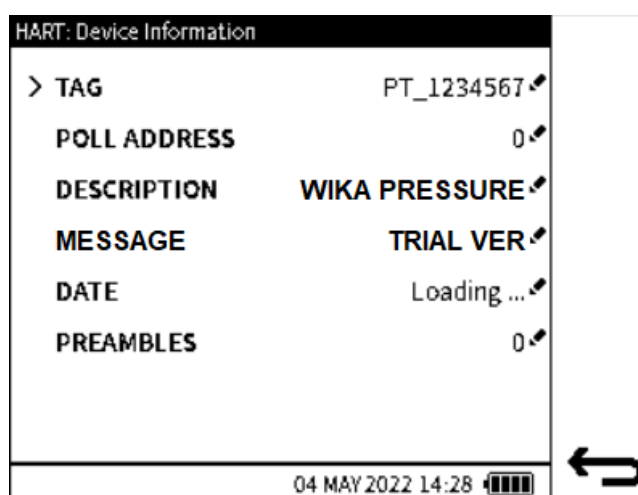 HART: Device Information
> TAG PT_1234567
POLL ADDRESS 0
DESCRIPTION WIKA PRESSURE
MESSAGE TRIAL VER
DATE Loading ...
PREAMBLES 0
04 MAY 2022 14:28